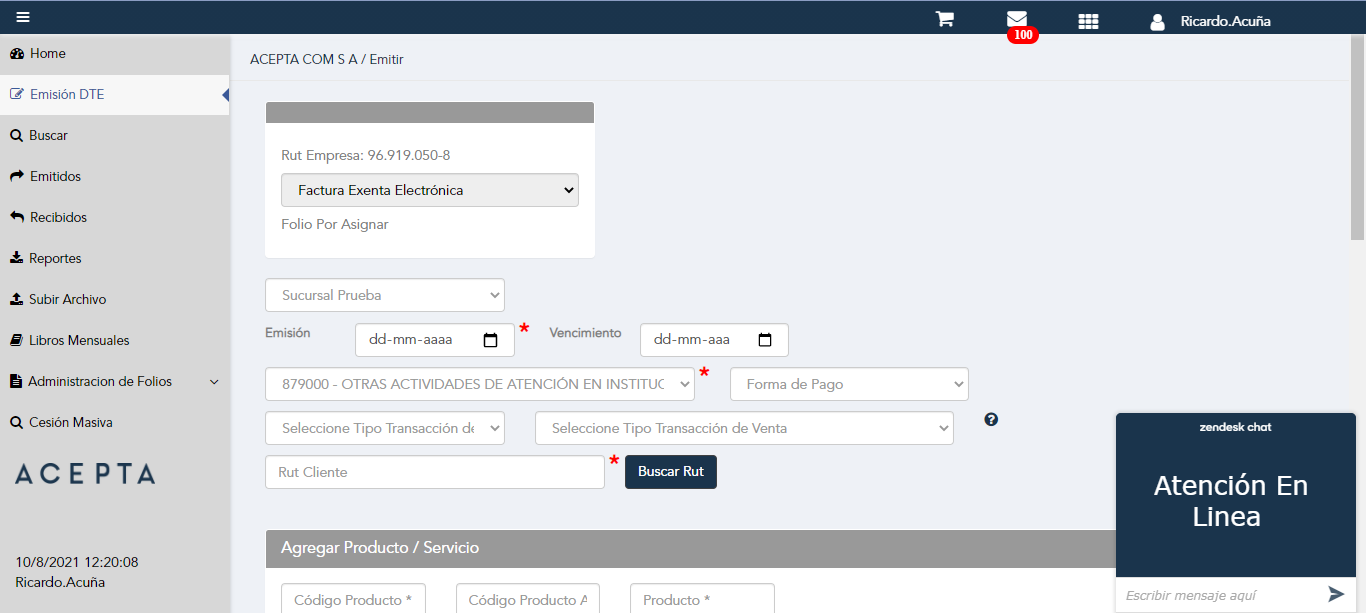 100
Ricardo.Acuña
Home
Emisión DTE
Buscar
Emitidos
Recibidos
Reportes
Subir Archivo
Libros Mensuales
Administracion de Folios
Cesión Masiva
ACEPTA
10/8/2021 12:20:08
Ricardo.Acuña
ACEPTA COM S A / Emitir
Rut Empresa: 96.919.050-8
Factura Exenta Electrónica
Folio Por Asignar
Sucursal Prueba
Emisión dd-mm-aaaa * Vencimiento dd-mm-aaa
879000 - OTRAS ACTIVIDADES DE ATENCIÓN EN INSTITUC * Forma de Pago
Seleccione Tipo Transacción de Seleccione Tipo Transacción de Venta ?
Rut Cliente * Buscar Rut
Agregar Producto / Servicio
Código Producto * Código Producto A Producto *
zendesk chat
Atención En
Linea
Escribir mensaje aquí